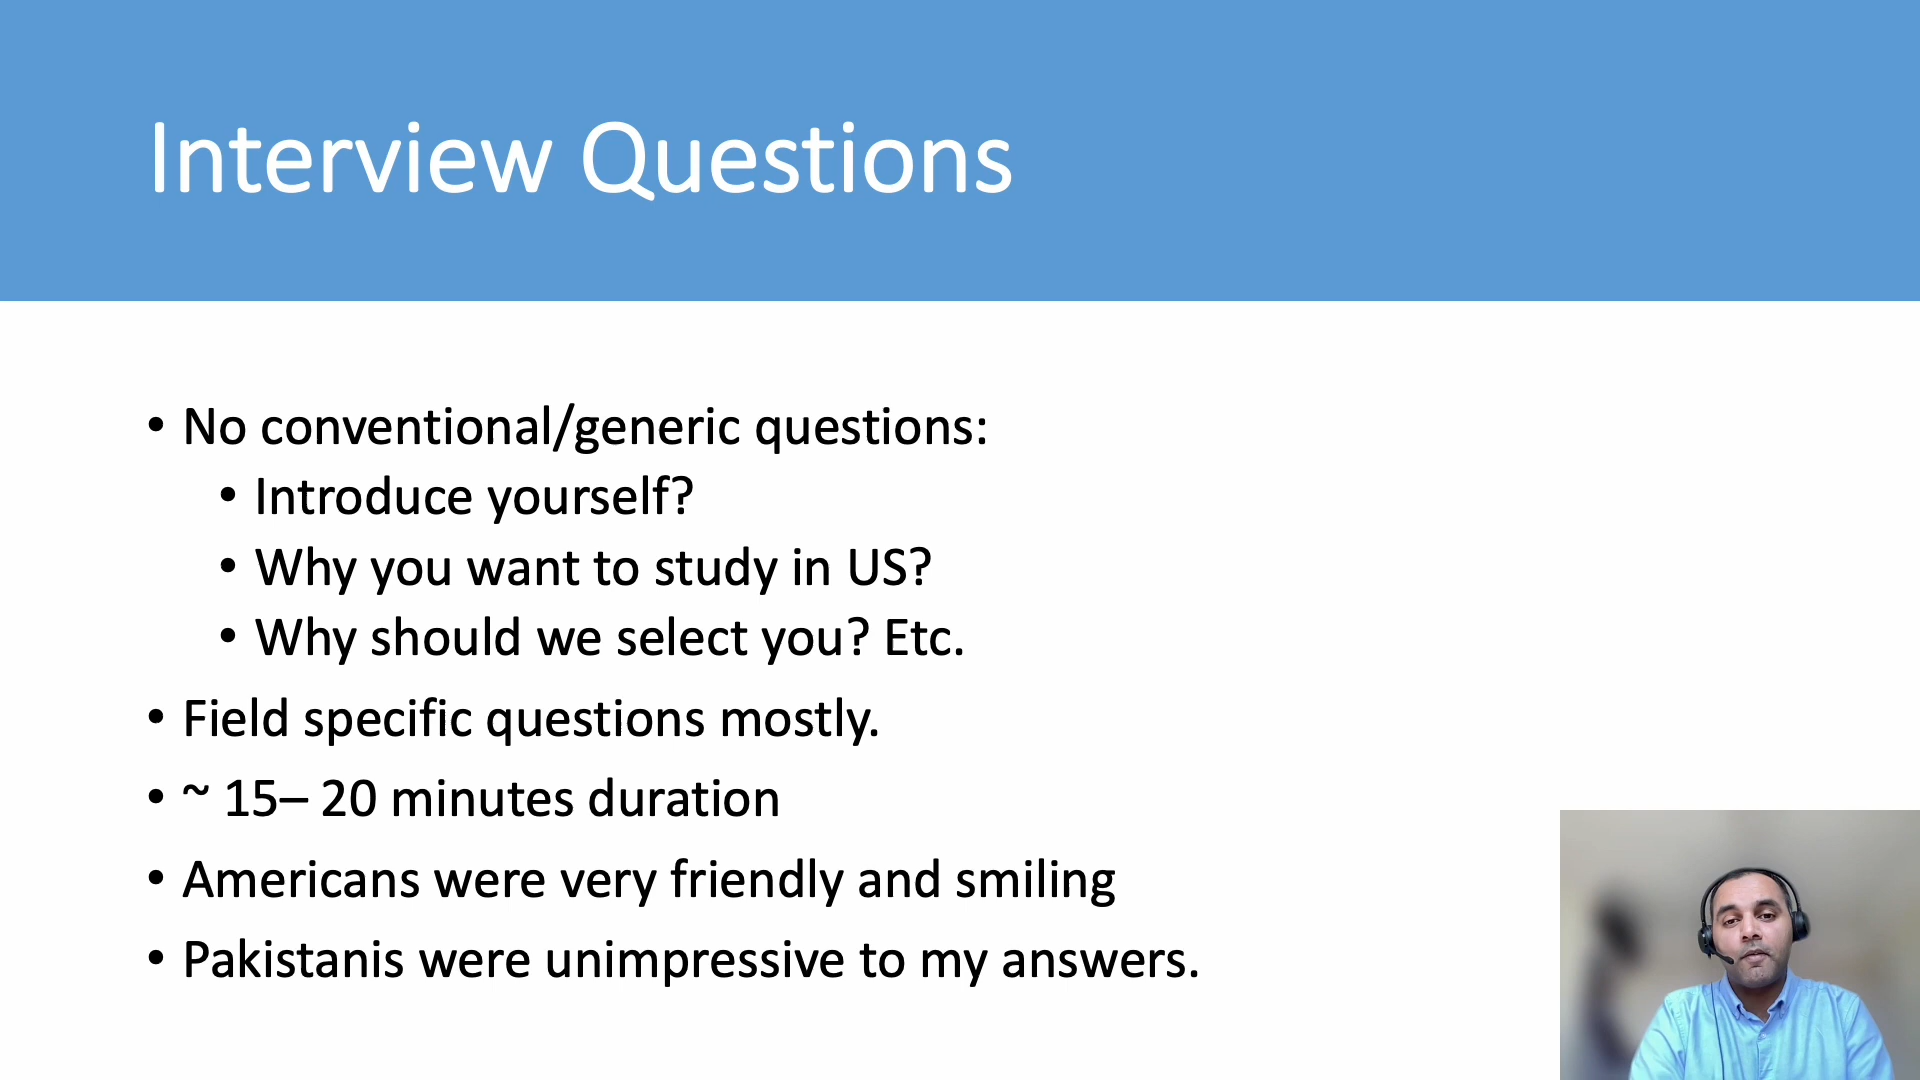 Interview Questions
• No conventional/generic questions:
• Introduce yourself?
• Why you want to study in US?
• Why should we select you? Etc.
• Field specific questions mostly.
• ~ 15– 20 minutes duration
• Americans were very friendly and smiling
• Pakistanis were unimpressive to my answers.